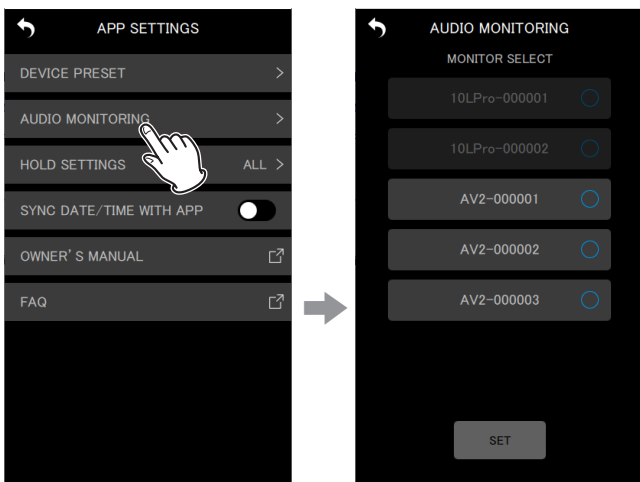 APP SETTINGS
DEVICE PRESET
AUDIO MONITORING
HOLD SETTINGS ALL
SYNC DATE/TIME WITH APP
OWNER'S MANUAL
FAQ
AUDIO MONITORING
MONITOR SELECT
10LPro-000001
10LPro-000002
AV2-000001
AV2-000002
AV2-000003
SET